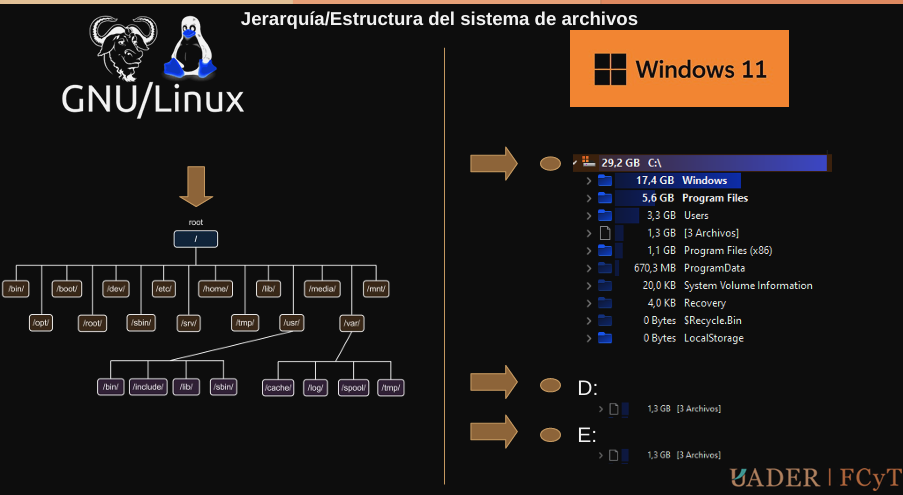 Jerarquía/Estructura del sistema de archivos
GNU/Linux
root
/
/bin/ /boot/ /dev/ /etc/ /home/ /lib/ /media/ /mnt/
/opt/ /root/ /sbin/ /srv/ /tmp/ /usr/ /var/
/bin/ /include/ /lib/ /sbin/ /cache/ /log/ /spool/ /tmp/
Windows 11
29,2 GB C:\
17,4 GB Windows
5,6 GB Program Files
3,3 GB Users
1,3 GB [3 Archivos]
1,1 GB Program Files (x86)
670,3 MB ProgramData
20,0 KB System Volume Information
4,0 KB Recovery
0 Bytes $Recycle.Bin
0 Bytes LocalStorage
D:
1,3 GB [3 Archivos]
E:
1,3 GB [3 Archivos]
UADER | FCyT